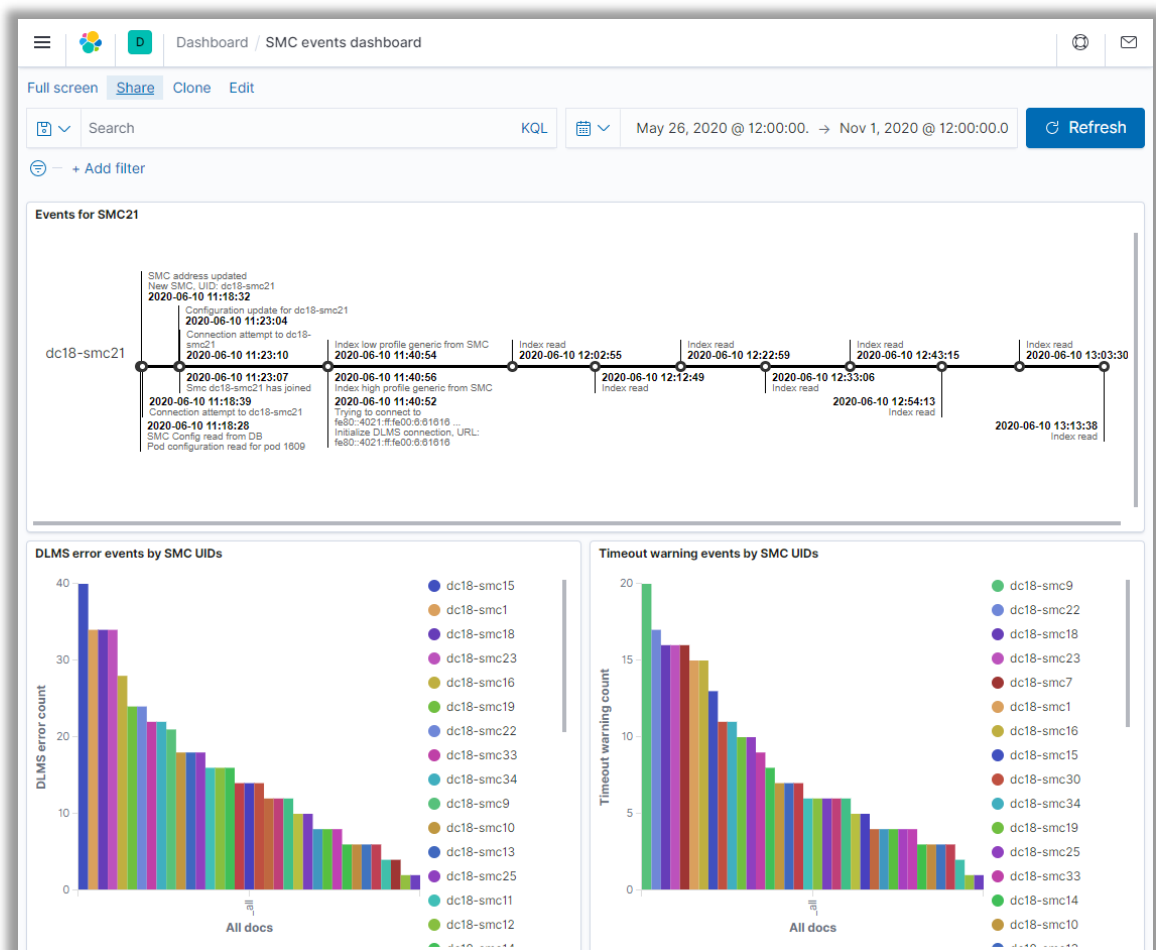 D Dashboard / SMC events dashboard
Full screen Share Clone Edit
Search KQL May 26, 2020 @ 12:00:00. → Nov 1, 2020 @ 12:00:00.0 Refresh
+ Add filter
Events for SMC21
dc18-smc21
SMC address updated
New SMC, UID: dc18-smc21
2020-06-10 11:18:32
Configuration update for dc18-smc21
2020-06-10 11:23:04
Connection attempt to dc18-
smc21
2020-06-10 11:23:10
Index low profile generic from SMC
2020-06-10 11:40:54
Index read
2020-06-10 12:02:55
Index read
2020-06-10 12:22:59
Index read
2020-06-10 12:43:15
Index read
2020-06-10 13:03:30
2020-06-10 11:23:07
Smc dc18-smc21 has joined
2020-06-10 11:18:39
Connection attempt to dc18-smc21
2020-06-10 11:18:28
SMC Config read from DB
Pod configuration read for pod 1609
2020-06-10 11:40:56
Index high profile generic from SMC
2020-06-10 11:40:52
Trying to connect to
fe80::4021:ff:fe00:6:61616 ...
Initialize DLMS connection, URL:
fe80::4021:ff:fe00:6:61616
2020-06-10 12:12:49
Index read
2020-06-10 12:33:06
Index read
2020-06-10 12:54:13
Index read
2020-06-10 13:13:38
Index read
DLMS error events by SMC UIDs
DLMS error count
40
30
20
10
0
_all
All docs
dc18-smc15
dc18-smc1
dc18-smc18
dc18-smc23
dc18-smc16
dc18-smc19
dc18-smc22
dc18-smc33
dc18-smc34
dc18-smc9
dc18-smc10
dc18-smc13
dc18-smc25
dc18-smc11
dc18-smc12
Timeout warning events by SMC UIDs
Timeout warning count
20
15
10
5
0
_all
All docs
dc18-smc9
dc18-smc22
dc18-smc18
dc18-smc23
dc18-smc7
dc18-smc1
dc18-smc16
dc18-smc15
dc18-smc30
dc18-smc34
dc18-smc19
dc18-smc25
dc18-smc33
dc18-smc14
dc18-smc10